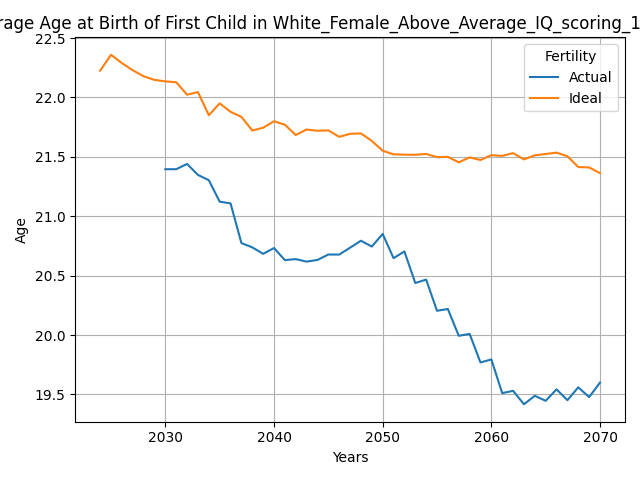 rage Age at Birth of First Child in White_Female_Above_Average_IQ_scoring_1
22.5
22.0
21.5
21.0
20.5
20.0
19.5
Age
Fertility
Actual
Ideal
2030 2040 2050 2060 2070
Years